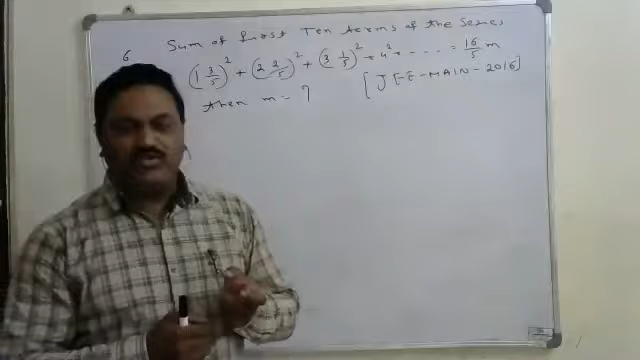 6 Sum of first Ten terms of the Series
(1 3/5)² + (2 2/5)² + (3 1/5)² + 4² + ---- = 16/5 m
then m = ? [JEE-MAIN-2016]